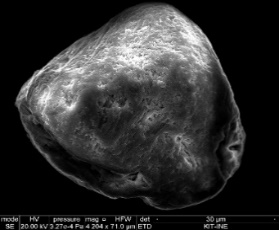 mode HV pressure mag HFW det 30 µm
SE 20.00 kV 3.27e-4 Pa 4 204 x 71.0 µm ETD KIT-INE